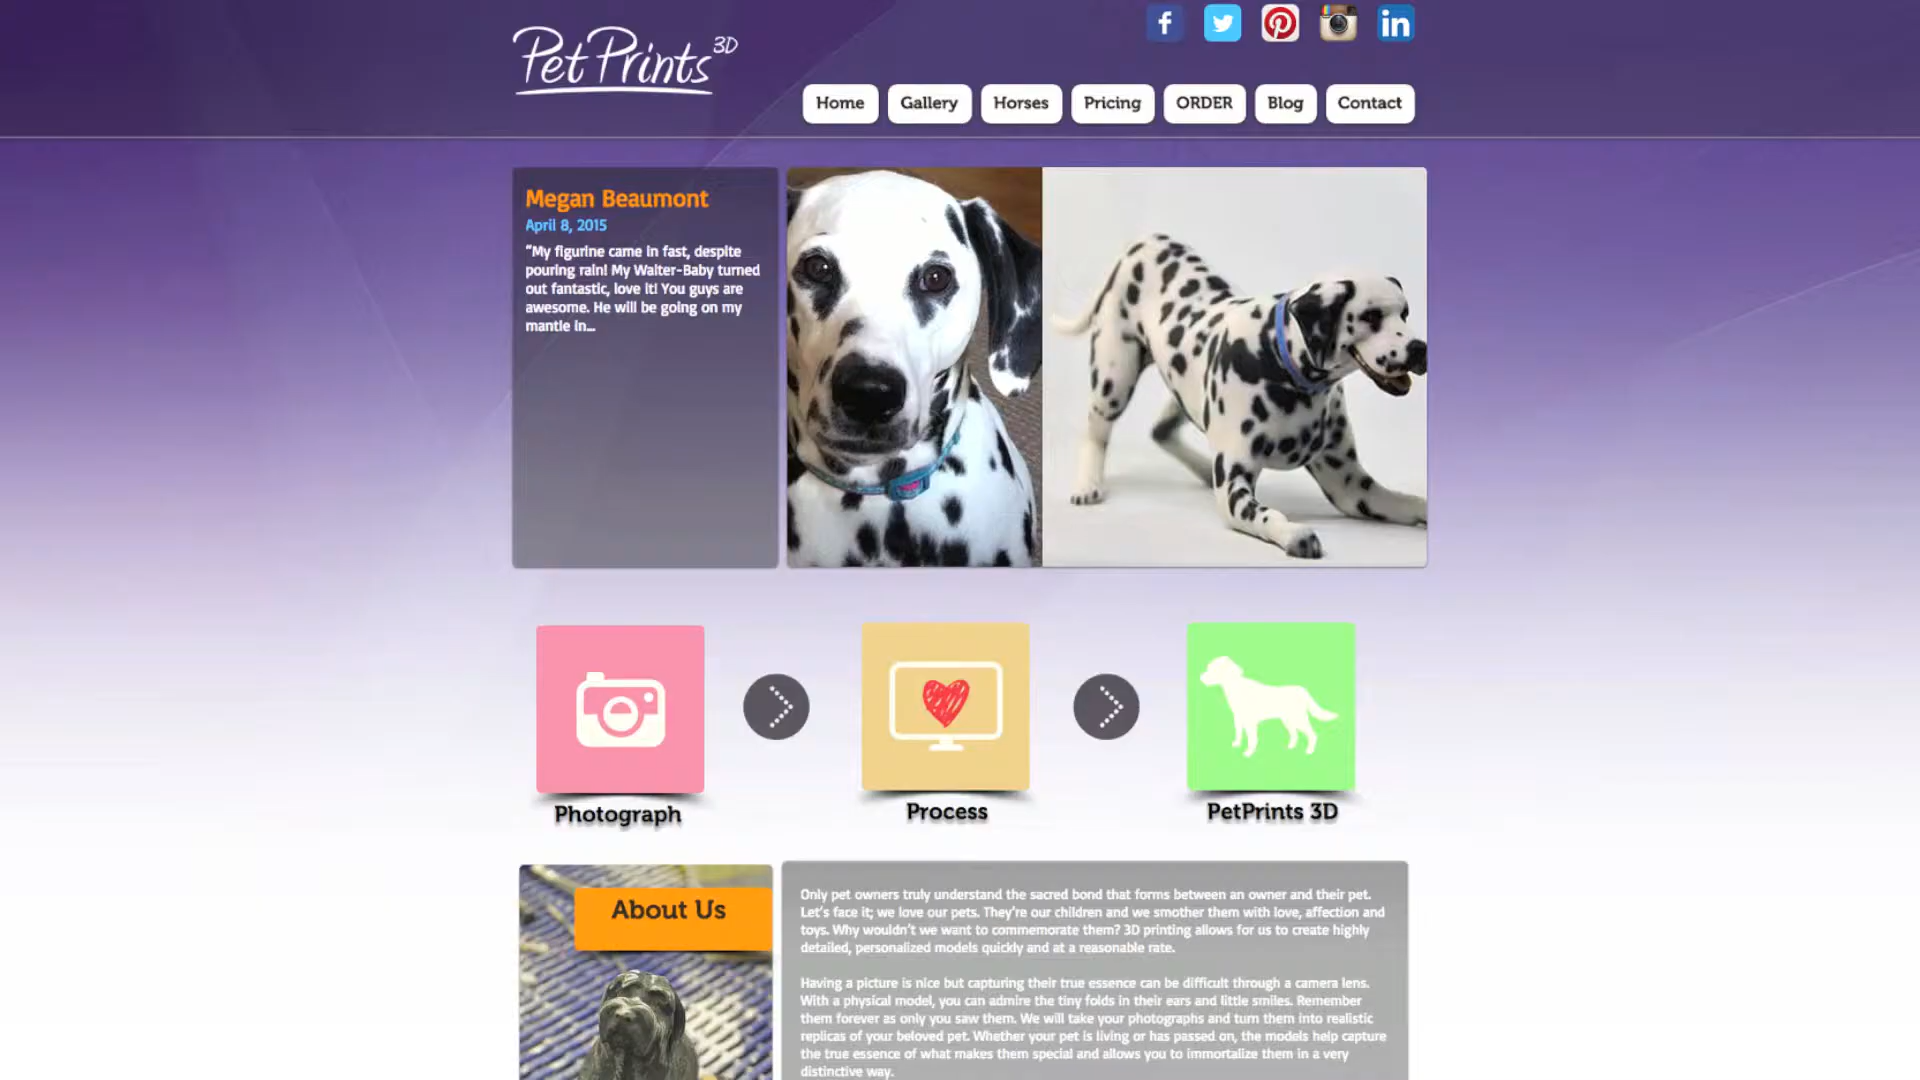 PetPrints 3D
Home Gallery Horses Pricing ORDER Blog Contact
Megan Beaumont
April 8, 2015
“My figurine came in fast, despite
pouring rain! My Walter-Baby turned
out fantastic, love it! You guys are
awesome. He will be going on my
mantle in...
Photograph
Process
PetPrints 3D
About Us
Only pet owners truly understand the sacred bond that forms between an owner and their pet.
Let’s face it; we love our pets. They’re our children and we smother them with love, affection and
toys. Why wouldn’t we want to commemorate them? 3D printing allows for us to create highly
detailed, personalized models quickly and at a reasonable rate.
Having a picture is nice but capturing their true essence can be difficult through a camera lens.
With a physical model, you can admire the tiny folds in their ears and little smiles. Remember
them forever as only you saw them. We will take your photographs and turn them into realistic
replicas of your beloved pet. Whether your pet is living or has passed on, the models help capture
the true essence of what makes them special and allows you to immortalize them in a very
distinctive way.